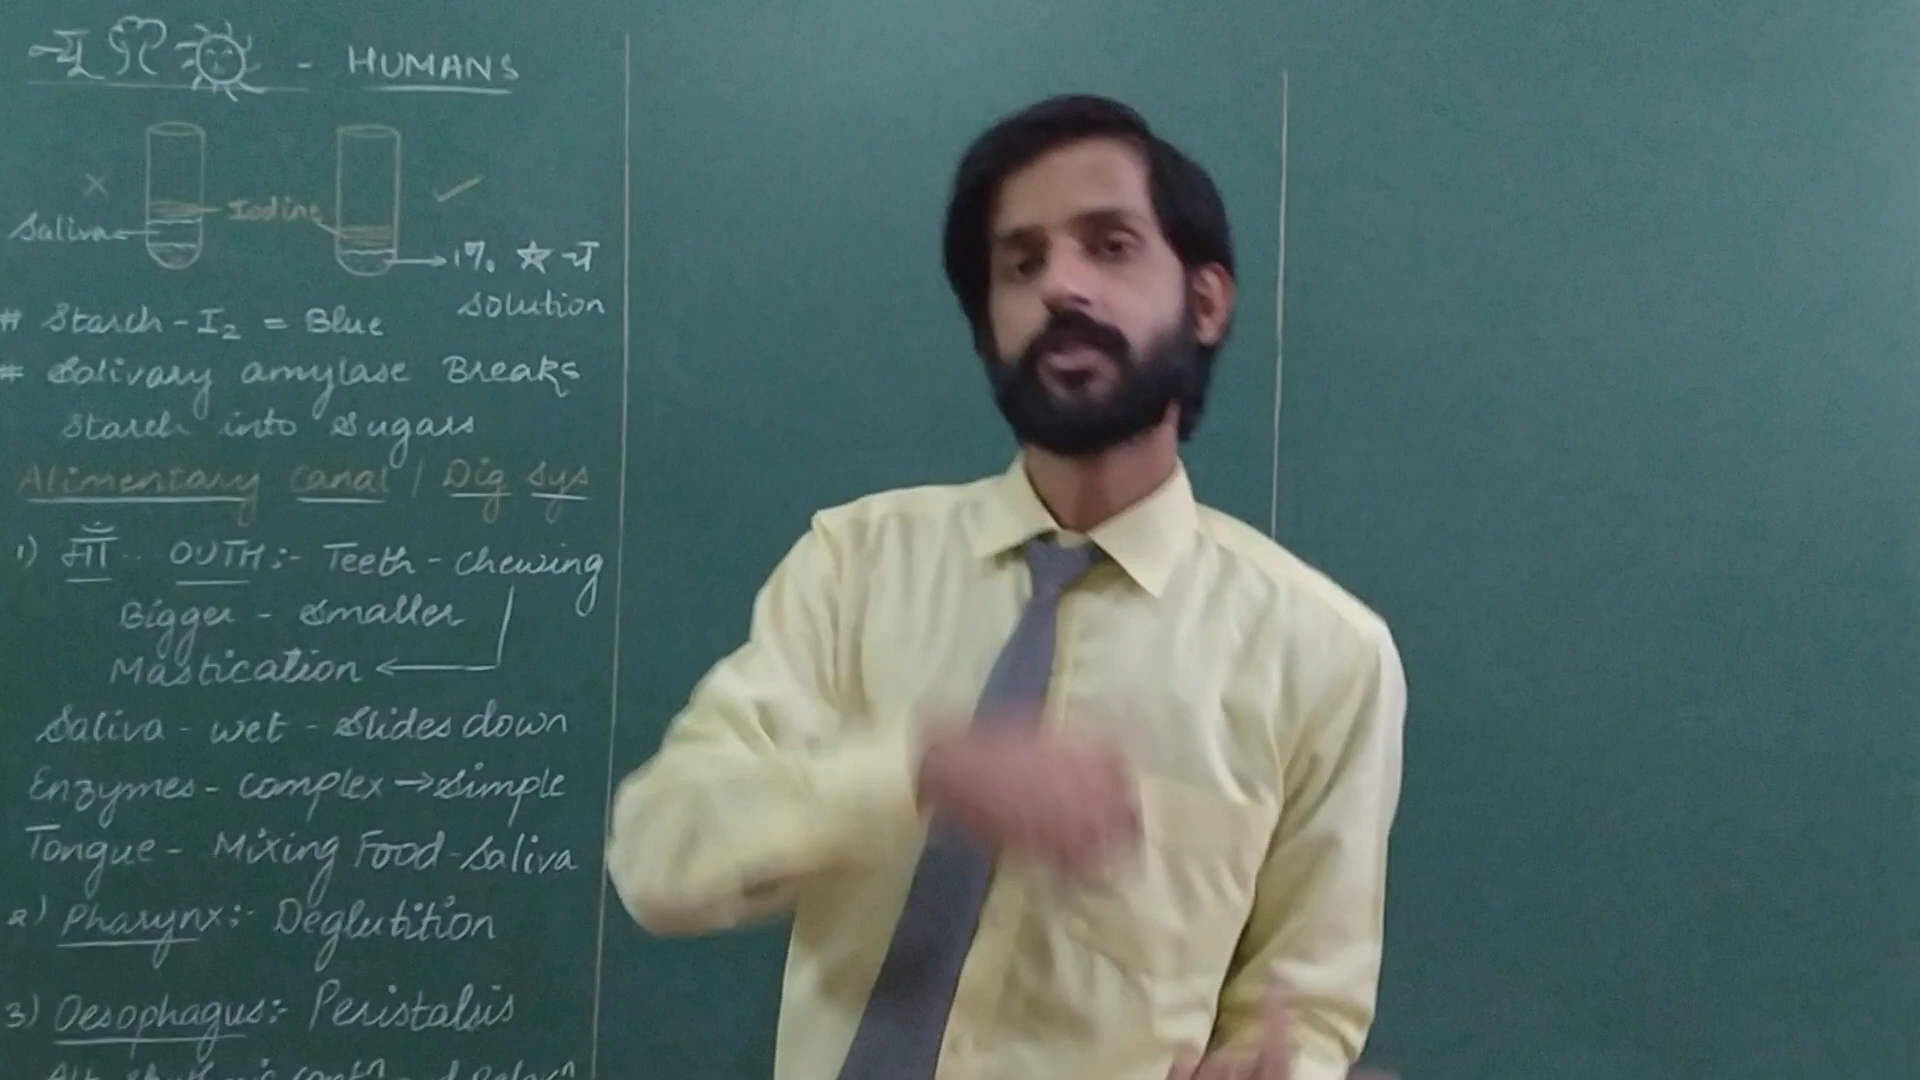 न्यू - HUMANS
Iodine
Saliva
1% ☆ र्च
Solution
# Starch - I₂ = Blue
# Salivary amylase Breaks
Starch into Sugars
Alimentary Canal / Dig Sys
1) माँ .. OUTH :- Teeth - chewing
Bigger - Smaller
Mastication ←
Saliva - wet - Slides down
Enzymes - Complex → Simple
Tongue - Mixing Food - Saliva
2) Pharynx :- Deglutition
3) Oesophagus :- Peristalsis